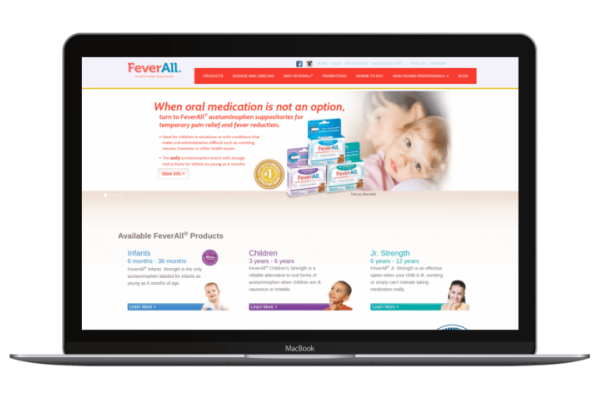 FeverAll.
PRODUCTS DOSAGE AND LABELING WHY FEVERALL® PROMOTIONS WHERE TO BUY HEALTHCARE PROFESSIONALS BLOG
When oral medication is not an option,
turn to FeverAll® acetaminophen suppositories for
temporary pain relief and fever reduction.
• Ideal for children in situations or with conditions that
make oral administration difficult such as vomiting,
nausea, or other health issues
• The only acetaminophen brand with dosage
instructions for infants as young as 6 months
More Info >
#1
FeverAll.
FeverAll.
FeverAll.
Available FeverAll® Products
Infants
6 months - 36 months
FeverAll® Infants' Strength is the only
acetaminophen labeled for infants as
young as 6 months of age.
Learn More >
Children
3 years - 6 years
FeverAll® Children's Strength is a
reliable alternative to oral forms of
acetaminophen when children are ill,
nauseous or irritable.
Learn More >
Jr. Strength
6 years - 12 years
FeverAll® Jr. Strength is an effective
option when your child is ill, vomiting
or simply can't tolerate taking
medication orally.
Learn More >
MacBook